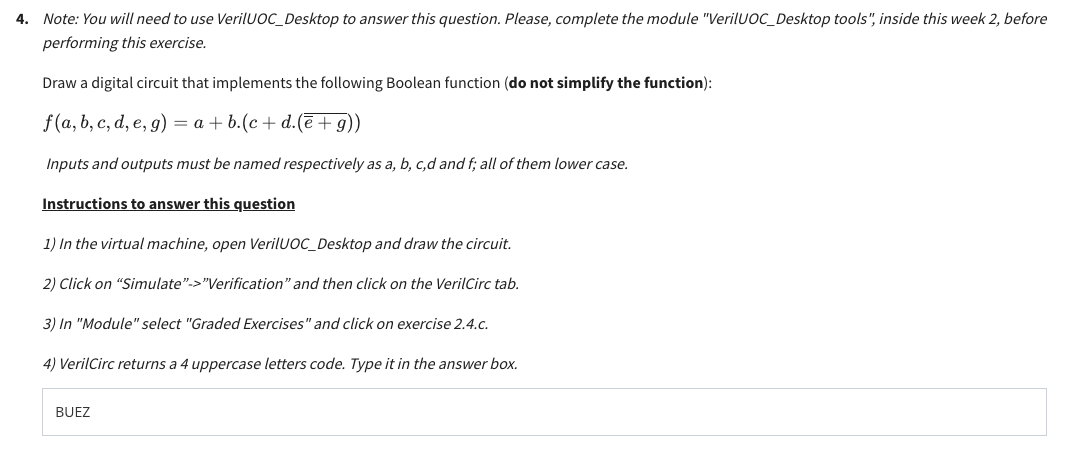 4. Note: You will need to use VerilUOC_Desktop to answer this question. Please, complete the module "VerilUOC_Desktop tools", inside this week 2, before
performing this exercise.
Draw a digital circuit that implements the following Boolean function (do not simplify the function):
f(a, b, c, d, e, g) = a + b.(c + d.(\overline{\overline{e} + g}))
Inputs and outputs must be named respectively as a, b, c,d and f; all of them lower case.
Instructions to answer this question
1) In the virtual machine, open VerilUOC_Desktop and draw the circuit.
2) Click on “Simulate”->”Verification” and then click on the VerilCirc tab.
3) In "Module" select "Graded Exercises" and click on exercise 2.4.c.
4) VerilCirc returns a 4 uppercase letters code. Type it in the answer box.
BUEZ